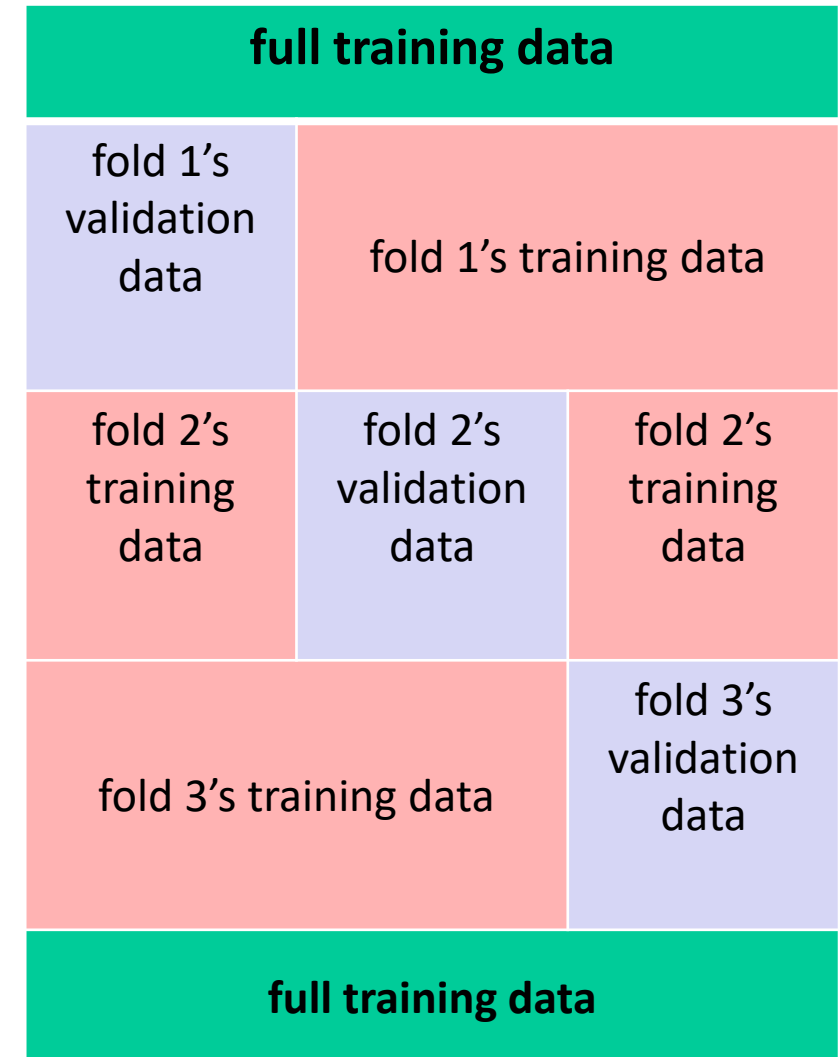 full training data
fold 1’s
validation
data
fold 1’s training data
fold 2’s
training
data
fold 2’s
validation
data
fold 2’s
training
data
fold 3’s training data
fold 3’s
validation
data
full training data